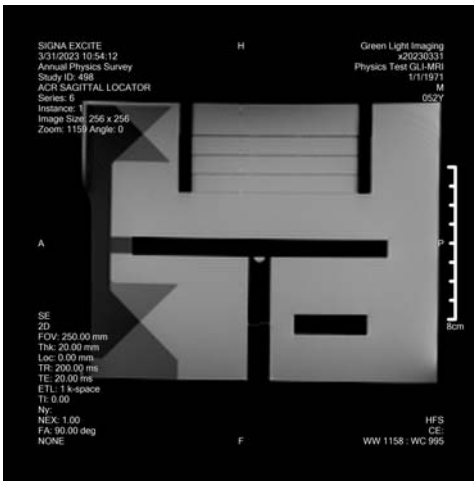 SIGNA EXCITE
3/31/2023 10:54:12
Annual Physics Survey
Study ID: 498
ACR SAGITTAL LOCATOR
Series: 6
Instance: 1
Image Size: 256 x 256
Zoom: 115% Angle: 0
H
Green Light Imaging
x20230331
Physics Test GLI-MRI
1/1/1971
M
052Y
A
P
8cm
SE
2D
FOV: 250.00 mm
Thk: 20.00 mm
Loc: 0.00 mm
TR: 200.00 ms
TE: 20.00 ms
ETL: 1 k-space
TI: 0.00
Ny:
NEX: 1.00
FA: 90.00 deg
NONE
F
HFS
CE:
WW 1158 : WC 995